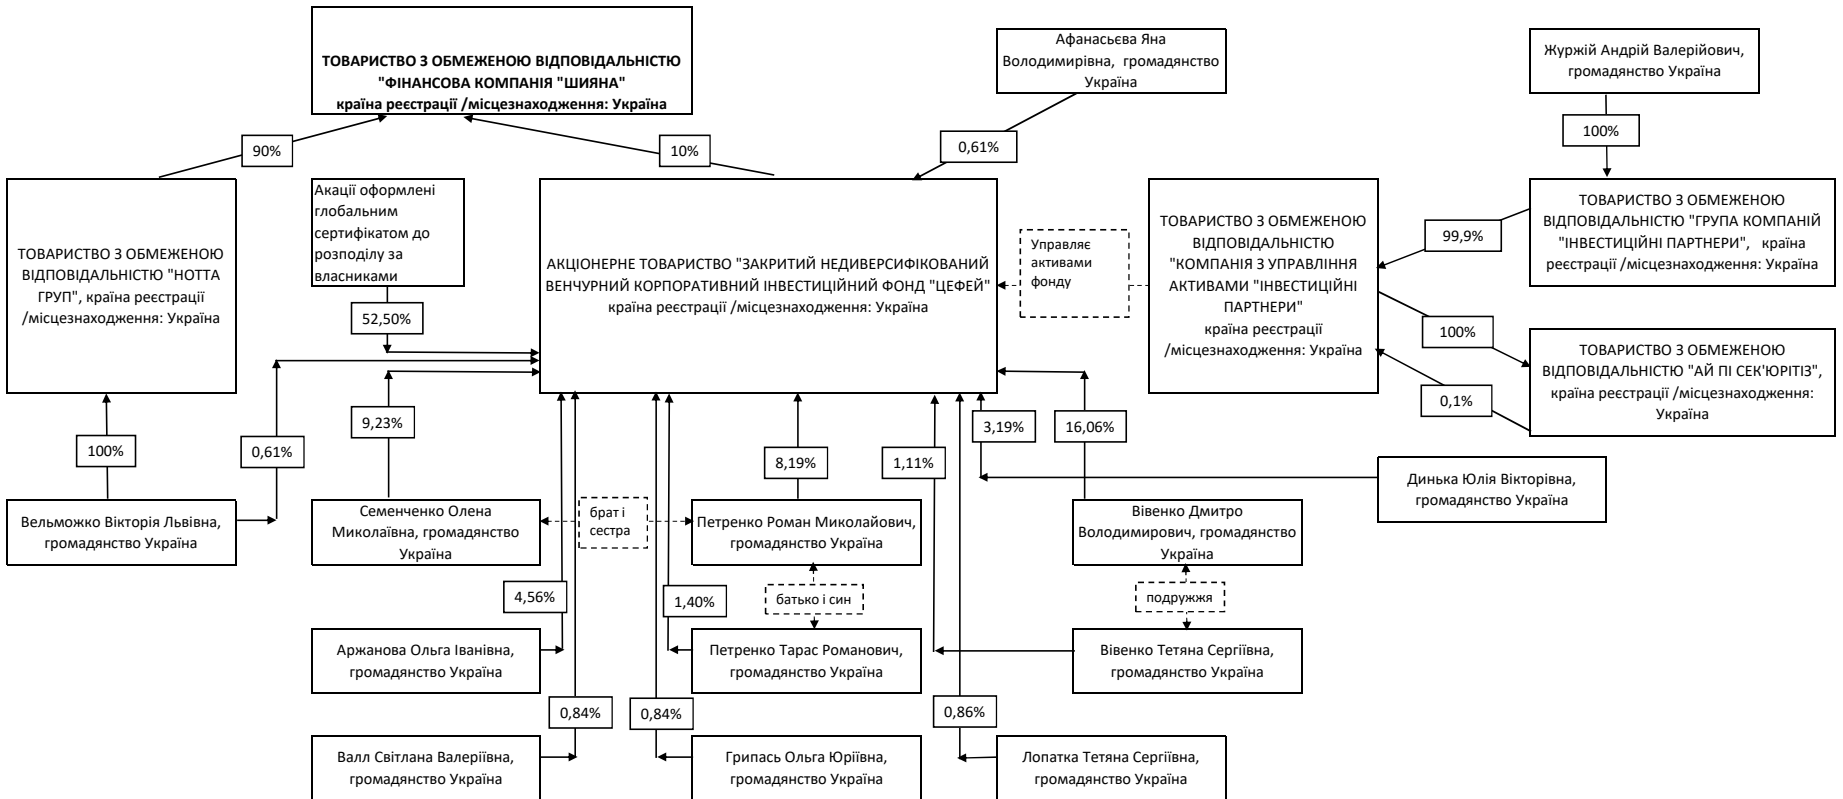 ТОВАРИСТВО З ОБМЕЖЕНОЮ ВІДПОВІДАЛЬНІСТЮ
"ФІНАНСОВА КОМПАНІЯ "ШИЯНА"
країна реєстрації /місцезнаходження: Україна
Афанасьєва Яна
Володимирівна, громадянство
Україна
Журжій Андрій Валерійович,
громадянство Україна
90%
10%
0,61%
100%
ТОВАРИСТВО З ОБМЕЖЕНОЮ
ВІДПОВІДАЛЬНІСТЮ "НОТТА
ГРУП", країна реєстрації
/місцезнаходження: Україна
Акації оформлені
глобальним
сертифікатом до
розподілу за
власниками
АКЦІОНЕРНЕ ТОВАРИСТВО "ЗАКРИТИЙ НЕДИВЕРСИФІКОВАНИЙ
ВЕНЧУРНИЙ КОРПОРАТИВНИЙ ІНВЕСТИЦІЙНИЙ ФОНД "ЦЕФЕЙ"
країна реєстрації /місцезнаходження: Україна
Управляє
активами
фонду
ТОВАРИСТВО З ОБМЕЖЕНОЮ
ВІДПОВІДАЛЬНІСТЮ
"КОМПАНІЯ З УПРАВЛІННЯ
АКТИВАМИ "ІНВЕСТИЦІЙНІ
ПАРТНЕРИ"
країна реєстрації
/місцезнаходження: Україна
99,9%
ТОВАРИСТВО З ОБМЕЖЕНОЮ
ВІДПОВІДАЛЬНІСТЮ "ГРУПА КОМПАНІЙ
"ІНВЕСТИЦІЙНІ ПАРТНЕРИ", країна
реєстрації /місцезнаходження: Україна
52,50%
100%
ТОВАРИСТВО З ОБМЕЖЕНОЮ
ВІДПОВІДАЛЬНІСТЮ "АЙ ПІ СЕК'ЮРІТІЗ",
країна реєстрації /місцезнаходження:
Україна
0,1%
100%
0,61%
9,23%
8,19%
1,11%
3,19%
16,06%
Динька Юлія Вікторівна,
громадянство Україна
Вельможко Вікторія Львівна,
громадянство Україна
Семенченко Олена
Миколаївна, громадянство
Україна
брат і
сестра
Петренко Роман Миколайович,
громадянство Україна
Вівенко Дмитро
Володимирович, громадянство
Україна
4,56%
1,40%
батько і син
подружжя
Аржанова Ольга Іванівна,
громадянство Україна
Петренко Тарас Романович,
громадянство Україна
Вівенко Тетяна Сергіївна,
громадянство Україна
0,84%
0,84%
0,86%
Валл Світлана Валеріївна,
громадянство Україна
Грипась Ольга Юріївна,
громадянство Україна
Лопатка Тетяна Сергіївна,
громадянство Україна